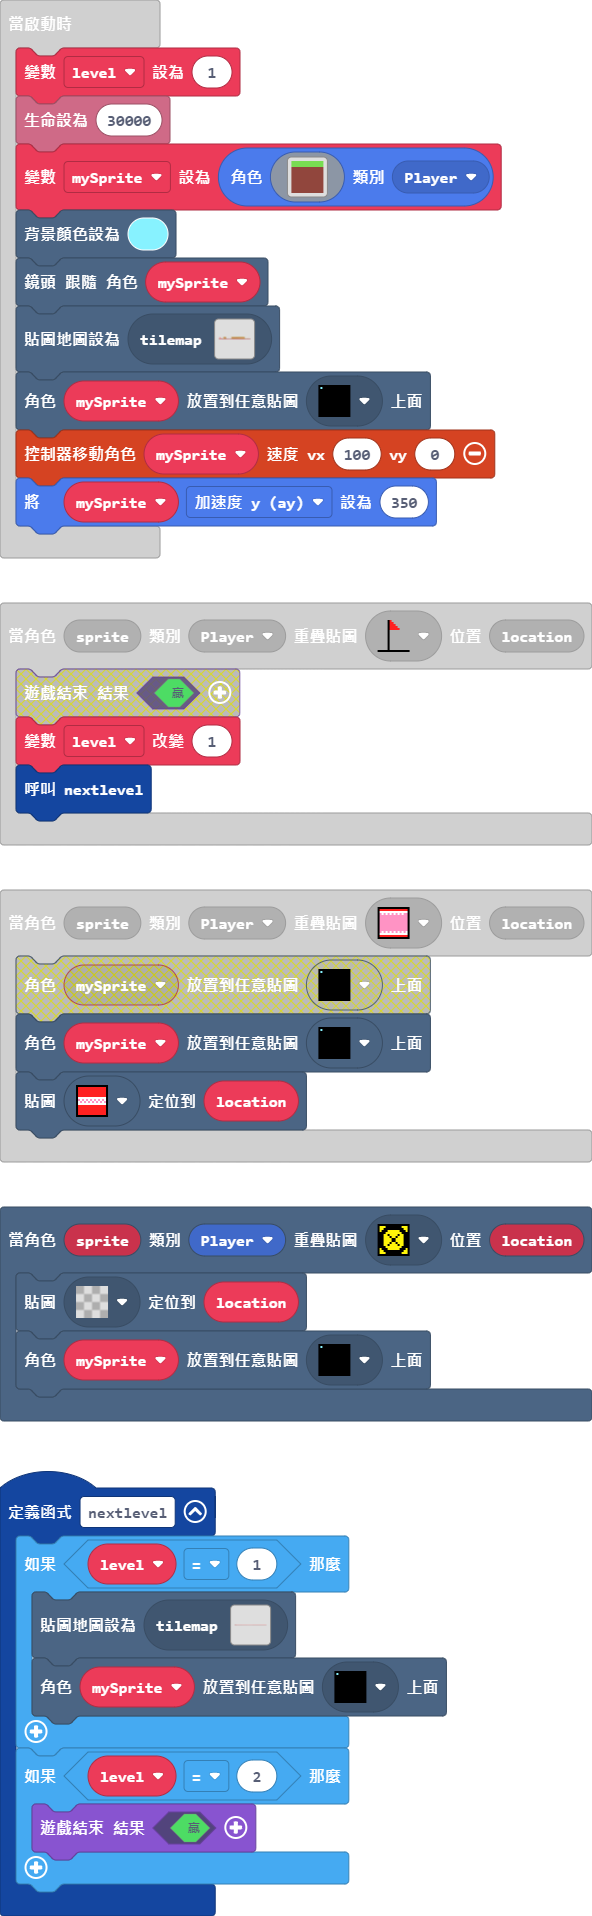 當啟動時
變數 level 設為 1
生命設為 30000
變數 mySprite 設為 角色 類別 Player
背景顏色設為
鏡頭 跟隨 角色 mySprite
貼圖地圖設為 tilemap
角色 mySprite 放置到任意貼圖 上面
控制器移動角色 mySprite 速度 vx 100 vy 0
將 mySprite 加速度 y (ay) 設為 350
當角色 sprite 類別 Player 重疊貼圖 位置 location
遊戲結束 結果 贏
變數 level 改變 1
呼叫 nextlevel
當角色 sprite 類別 Player 重疊貼圖 位置 location
角色 mySprite 放置到任意貼圖 上面
角色 mySprite 放置到任意貼圖 上面
貼圖 定位到 location
當角色 sprite 類別 Player 重疊貼圖 位置 location
貼圖 定位到 location
角色 mySprite 放置到任意貼圖 上面
定義函式 nextlevel
如果 level = 1 那麼
貼圖地圖設為 tilemap
角色 mySprite 放置到任意貼圖 上面
如果 level = 2 那麼
遊戲結束 結果 贏